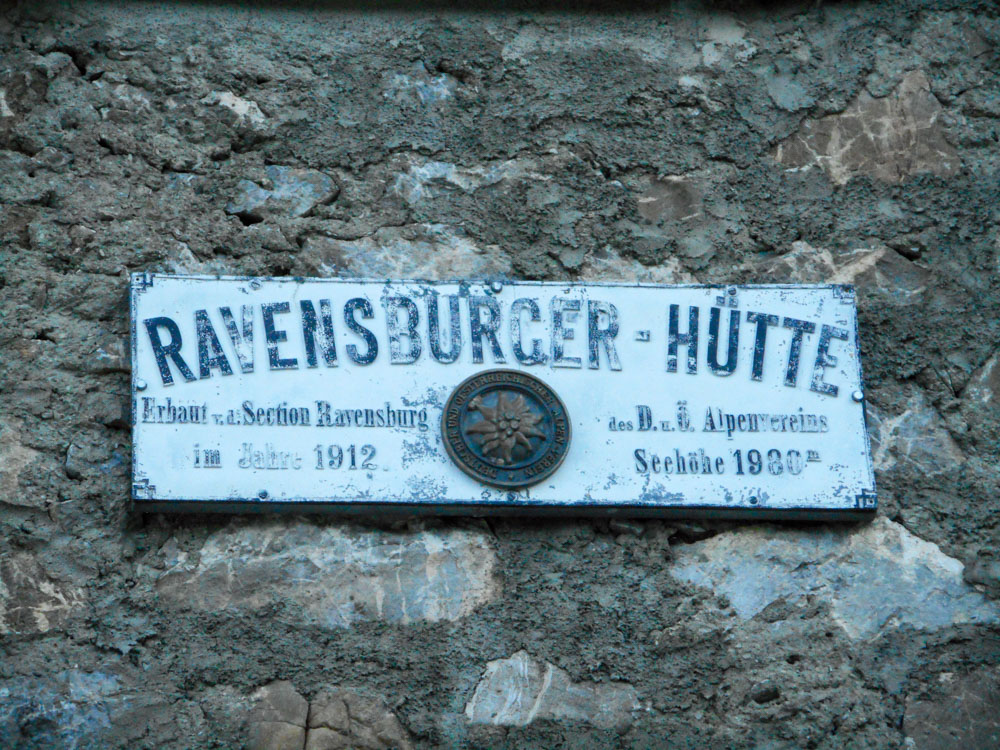 RAVENSBURGER-HÜTTE
Erbaut v. d. Section Ravensburg des D. u. Ö. Alpenvereins
im Jahre 1912. Seehöhe 1980 m